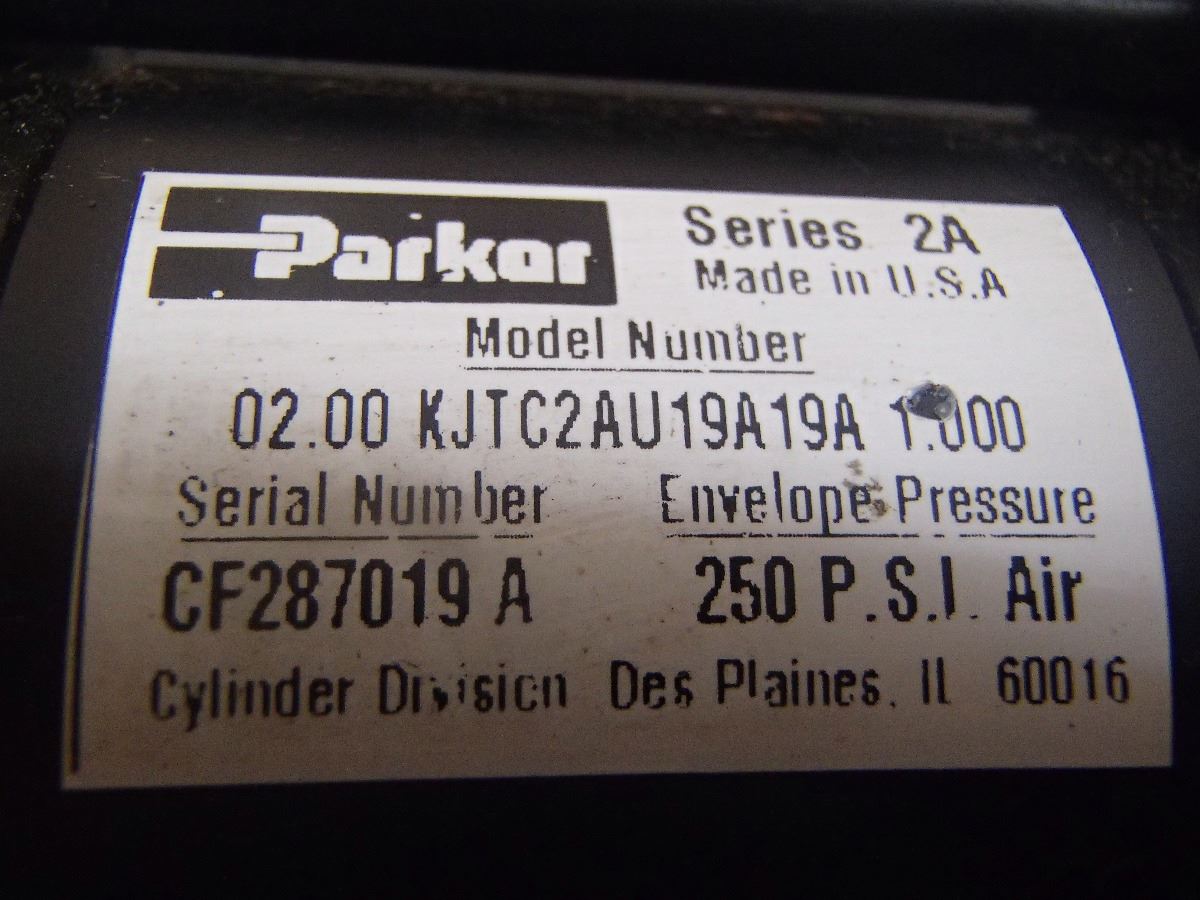 Parker
Series 2A
Made in U.S.A
Model Number
02.00 KJTC2AU19A19A 1.000
Serial Number
Envelope Pressure
CF287019 A
250 P.S.I. Air
Cylinder Division Des Plaines, IL 60016